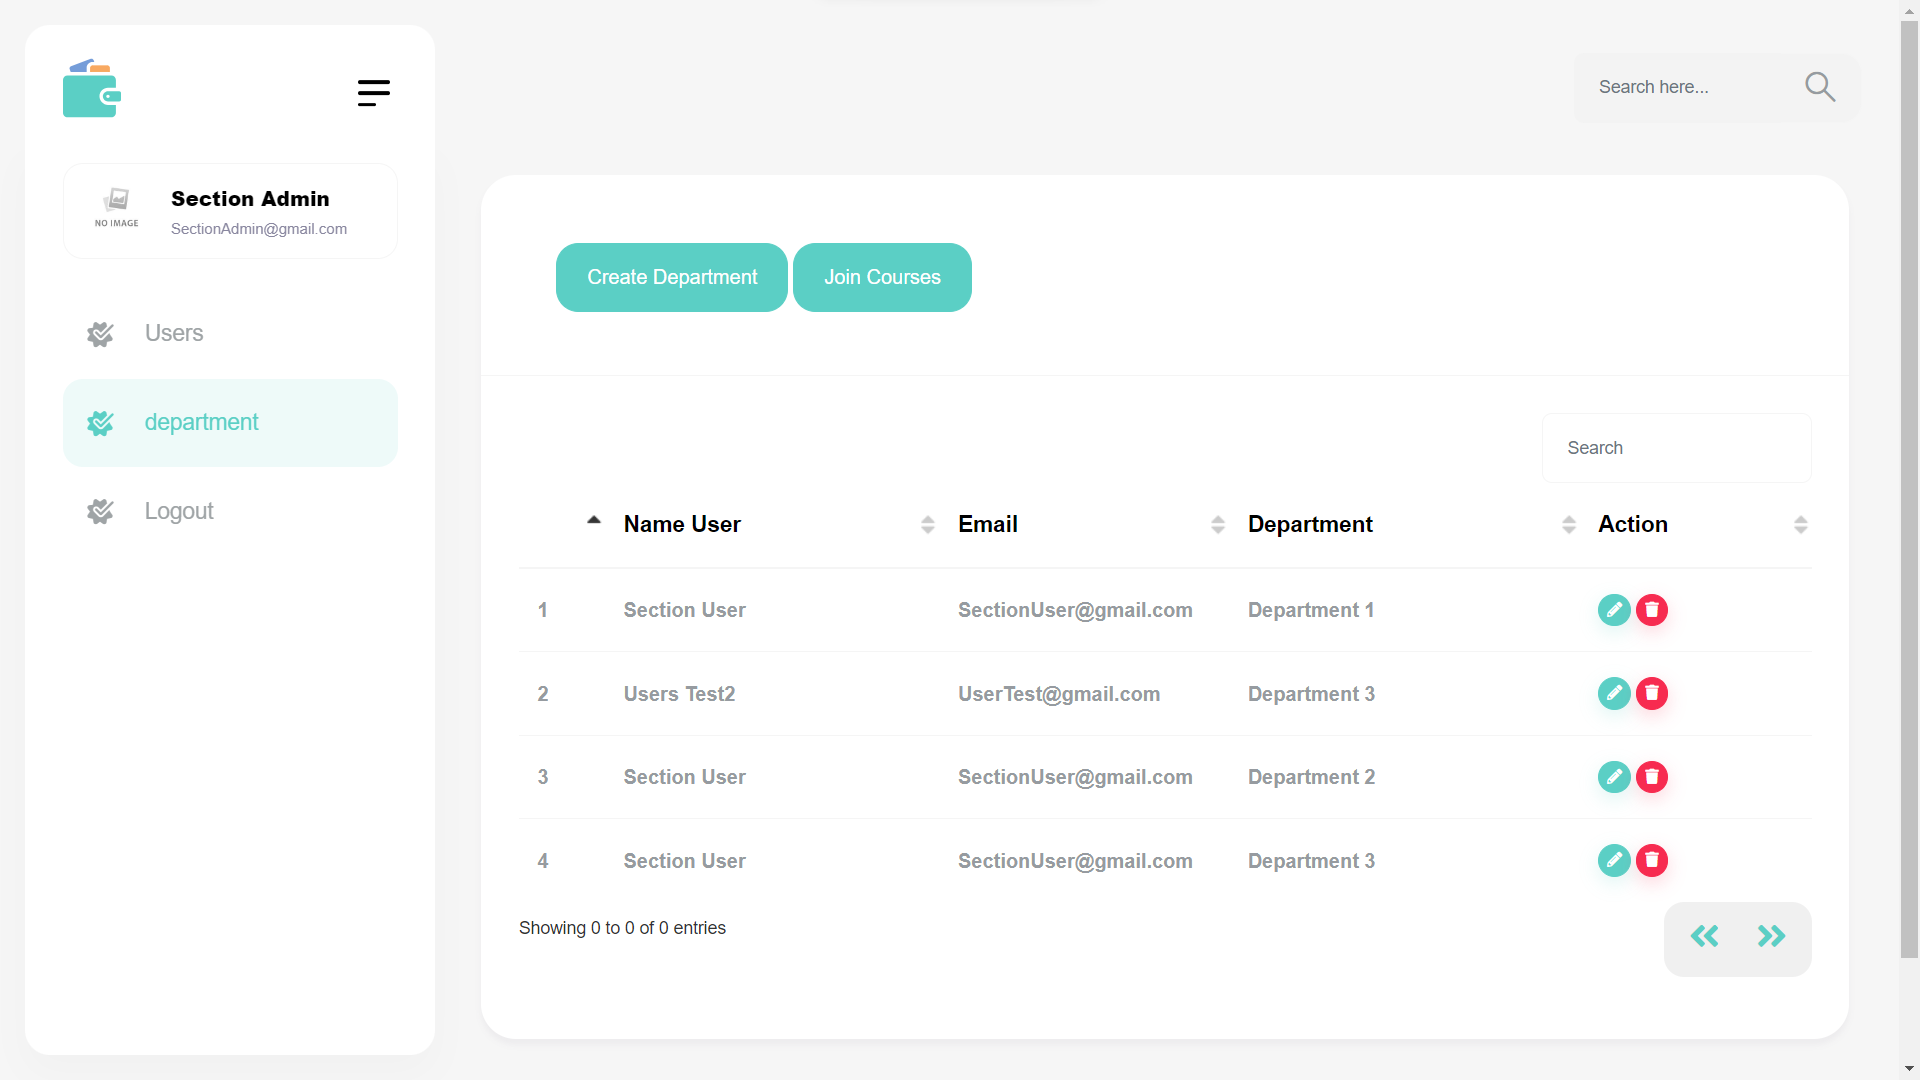 Search here...
NO IMAGE
Section Admin
SectionAdmin@gmail.com
Users
department
Logout
Create Department
Join Courses
Search
Name User
Email
Department
Action
1 Section User SectionUser@gmail.com Department 1
2 Users Test2 UserTest@gmail.com Department 3
3 Section User SectionUser@gmail.com Department 2
4 Section User SectionUser@gmail.com Department 3
Showing 0 to 0 of 0 entries